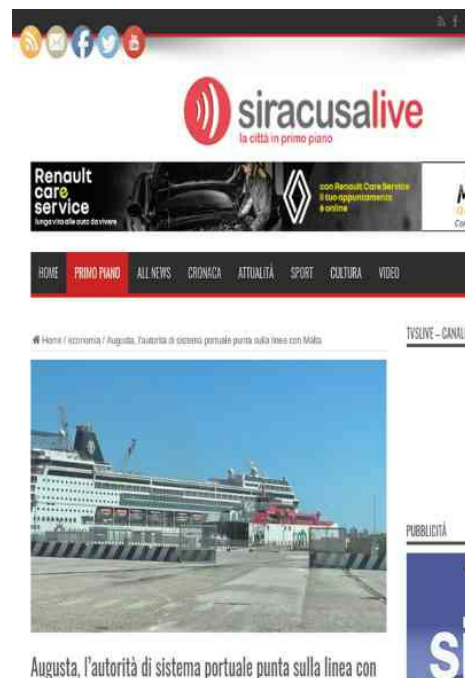 siracusalive
la città in primo piano
Renault
care
service
lunga vita alle auto da vivere
con Renault Care Service
il tuo appuntamento
è online
HOME PRIMO PIANO ALL NEWS CRONACA ATTUALITÁ SPORT CULTURA VIDEO
Home / economia / Augusta, l'autorità di sistema portuale punta sulla linea con Malta
TVSLIVE – CANAL
PUBBLICITÀ
Augusta, l'autorità di sistema portuale punta sulla linea con